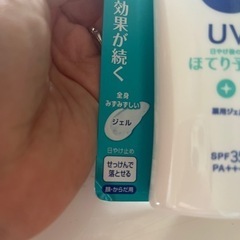 効果が続く
全身
みずみずしい
ジェル
日やけ止め
せっけんで
落とせる
顔・からだ用
UV
日やけ後の
ほてり
薬用ジェ
SPF 35
PA+++